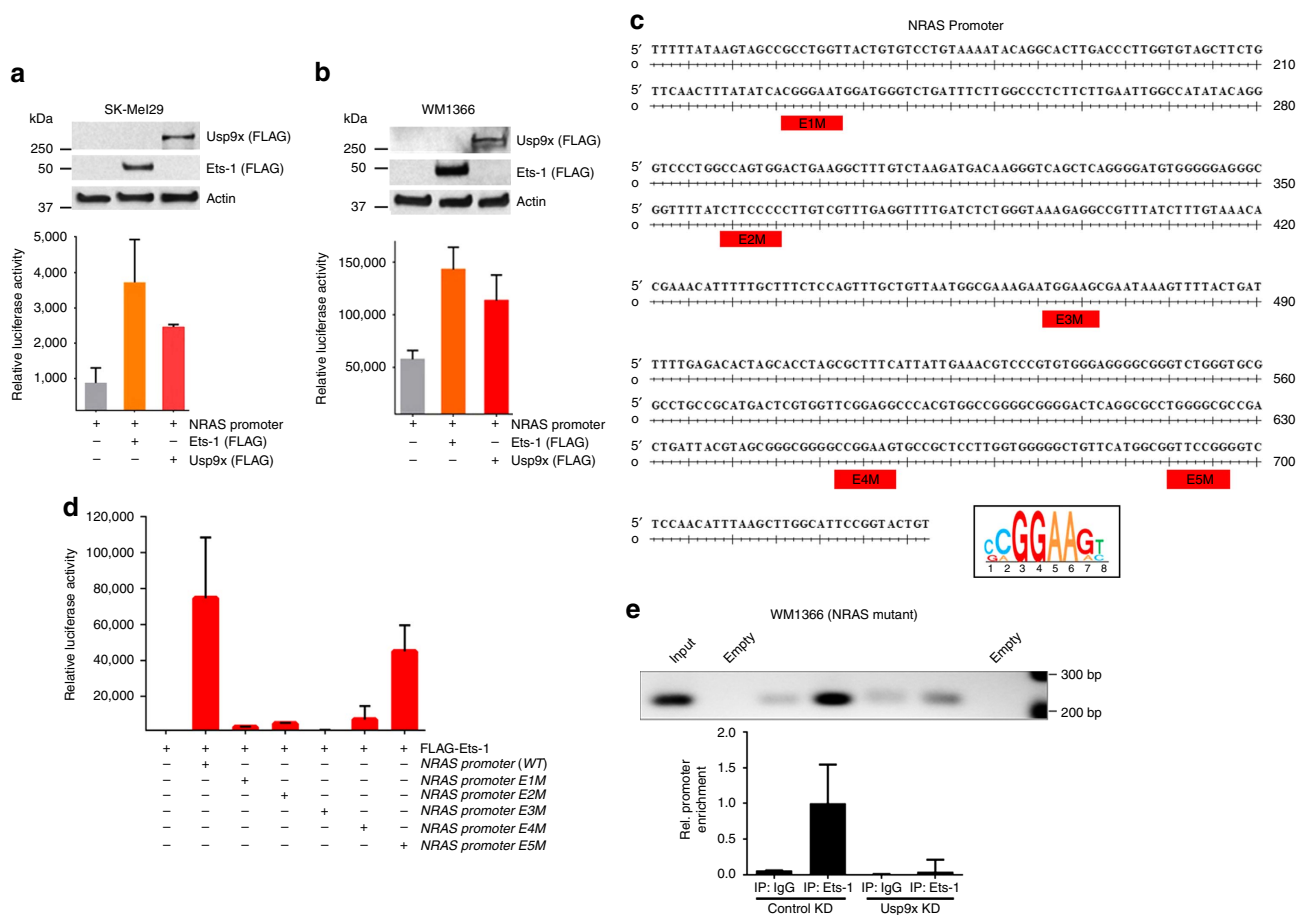 a
SK-Mel29
kDa
250
50
37
Usp9x (FLAG)
Ets-1 (FLAG)
Actin
Relative luciferase activity
5,000
4,000
3,000
2,000
1,000
+ + + NRAS promoter
– + – Ets-1 (FLAG)
– – + Usp9x (FLAG)
b
WM1366
kDa
250
50
37
Usp9x (FLAG)
Ets-1 (FLAG)
Actin
Relative luciferase activity
150,000
100,000
50,000
+ + + NRAS promoter
– + – Ets-1 (FLAG)
– – + Usp9x (FLAG)
c
NRAS Promoter
5′ TTTTTATAAGTAGCCGCCTGGTTACTGTGTCCTGTAAAATACAGGCACTTGACCCTTGGTGTAGCTTCTG
o 210
5′ TTCAACTTTATATCACGGGAATGGATGGGTCTGATTTCTTGGCCCTCTTCTTGAATTGGCCATATACAGG
o 280
E1M
5′ GTCCCTGGCCAGTGGACTGAAGGCTTTGTCTAAGATGACAAGGGTCAGCTCAGGGGATGTGGGGGAGGGC
o 350
5′ GGTTTTATCTTCCCCCTTGTCGTTTGAGGTTTTGATCTCTGGGTAAAGAGGCCGTTTATCTTTGTAAACA
o 420
E2M
5′ CGAAACATTTTTGCTTTCTCCAGTTTGCTGTTAATGGCGAAAGAATGGAAGCGAATAAAGTTTTACTGAT
o 490
E3M
5′ TTTTGAGACACTAGCACCTAGCGCTTTCATTATTGAAACGTCCCGTGTGGGAGGGGCGGGTCTGGGTGCG
o 560
5′ GCCTGCCGCATGACTCGTGGTTCGGAGGCCCACGTGGCCGGGGCGGGGACTCAGGCGCCTGGGGCGCCGA
o 630
5′ CTGATTACGTAGCGGGCGGGGCCGGAAGTGCCGCTCCTTGGTGGGGGCTGTTCATGGCGGTTCCGGGGTC
o 700
E4M E5M
5′ TCCAACATTTAAGCTTGGCATTCCGGTACTGT
o
CCGGAAGT
1 2 3 4 5 6 7 8
d
Relative luciferase activity
120,000
100,000
80,000
60,000
40,000
20,000
+ + + + + + + FLAG-Ets-1
– + – – – – – NRAS promoter (WT)
– – + – – – – NRAS promoter E1M
– – – + – – – NRAS promoter E2M
– – – – + – – NRAS promoter E3M
– – – – – + – NRAS promoter E4M
– – – – – – + NRAS promoter E5M
e
WM1366 (NRAS mutant)
Input Empty Empty
300 bp
200 bp
Rel. promoter
enrichment
2.0
1.5
1.0
0.5
0.0
IP: IgG IP: Ets-1 IP: IgG IP: Ets-1
Control KD Usp9x KD